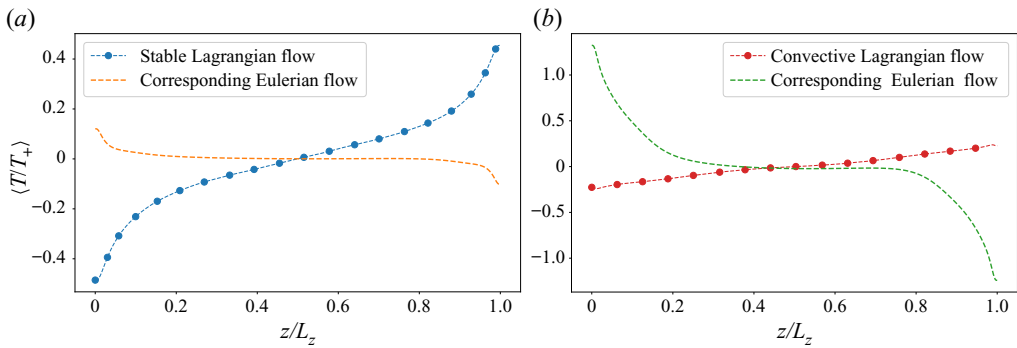 (a)
(b)
Stable Lagrangian flow
Corresponding Eulerian flow
Convective Lagrangian flow
Corresponding Eulerian flow
⟨T/T₊⟩
0.4
0.2
0
−0.2
−0.4
1.0
0.5
0
−0.5
−1.0
0 0.2 0.4 0.6 0.8 1.0
0 0.2 0.4 0.6 0.8 1.0
z/L_z
z/L_z